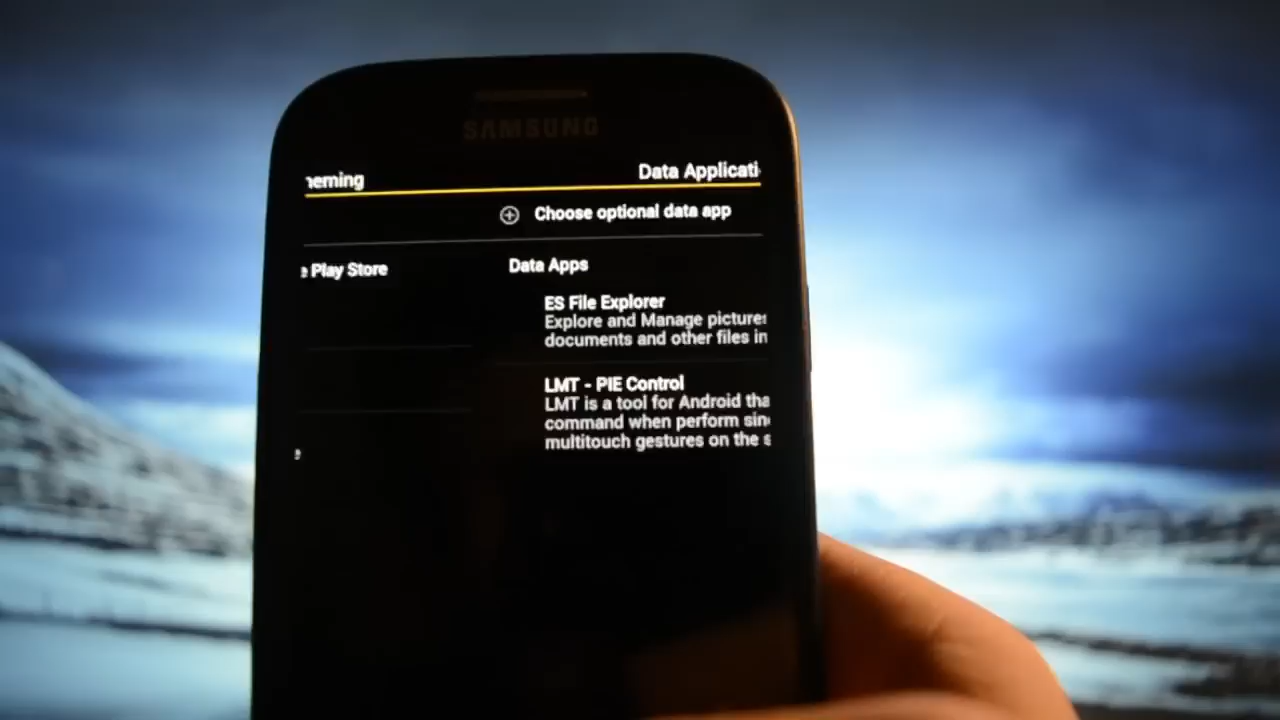 SAMSUNG
heming
Data Applicati
Choose optional data app
Play Store
Data Apps
ES File Explorer
Explore and Manage pictures
documents and other files in
LMT - PIE Control
LMT is a tool for Android tha
command when perform sin
multitouch gestures on the s